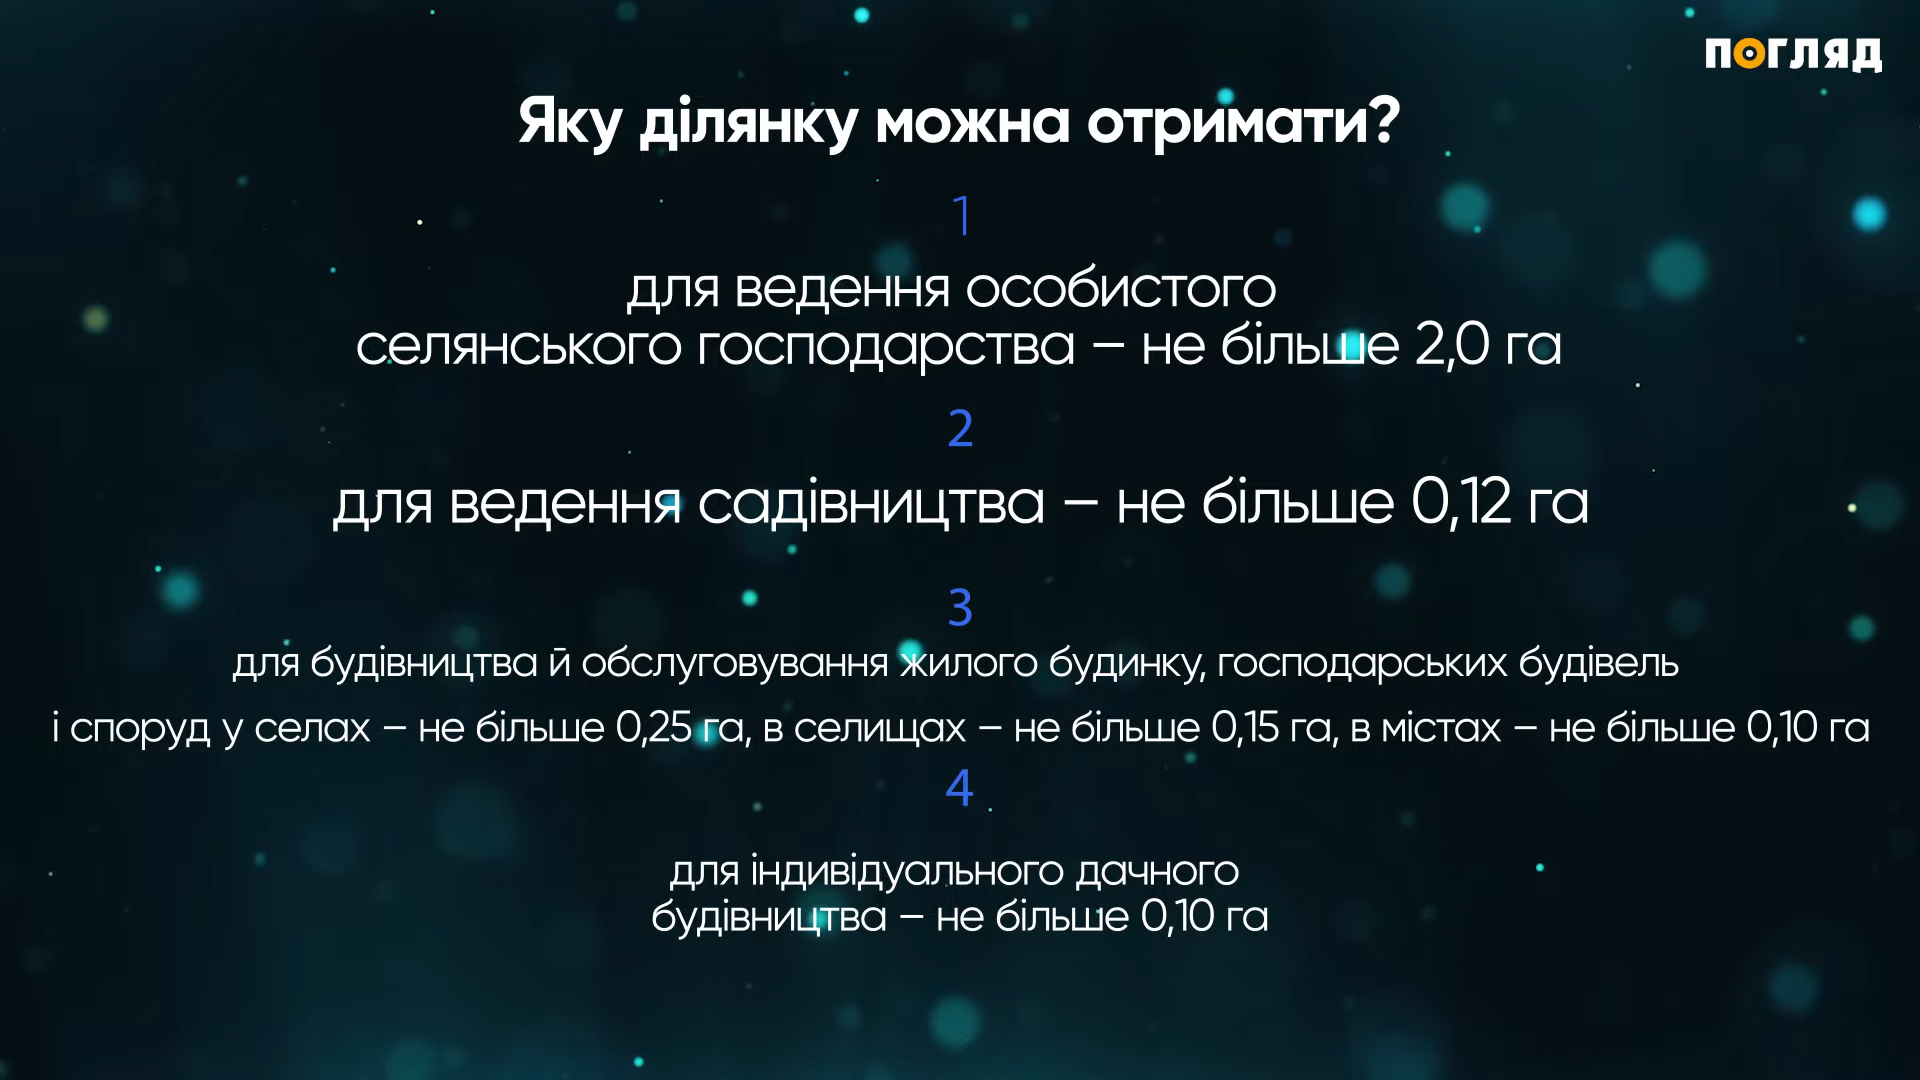 ПОГЛЯД
Яку ділянку можна отримати?
1
для ведення особистого
селянського господарства – не більше 2,0 га
2
для ведення садівництва – не більше 0,12 га
3
для будівництва й обслуговування жилого будинку, господарських будівель
і споруд у селах – не більше 0,25 га, в селищах – не більше 0,15 га, в містах – не більше 0,10 га
4
для індивідуального дачного
будівництва – не більше 0,10 га